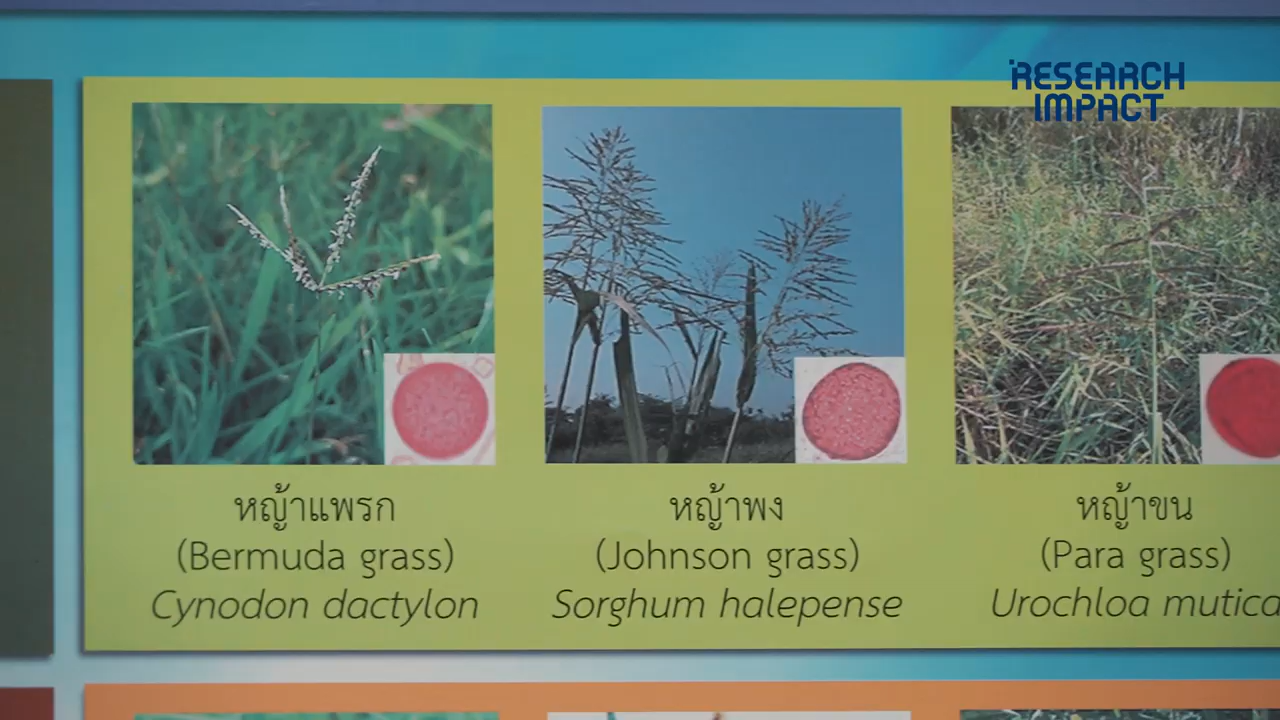 RESEARCH
IMPACT
หญ้าแพรก
(Bermuda grass)
Cynodon dactylon
หญ้าพง
(Johnson grass)
Sorghum halepense
หญ้าขน
(Para grass)
Urochloa mutica